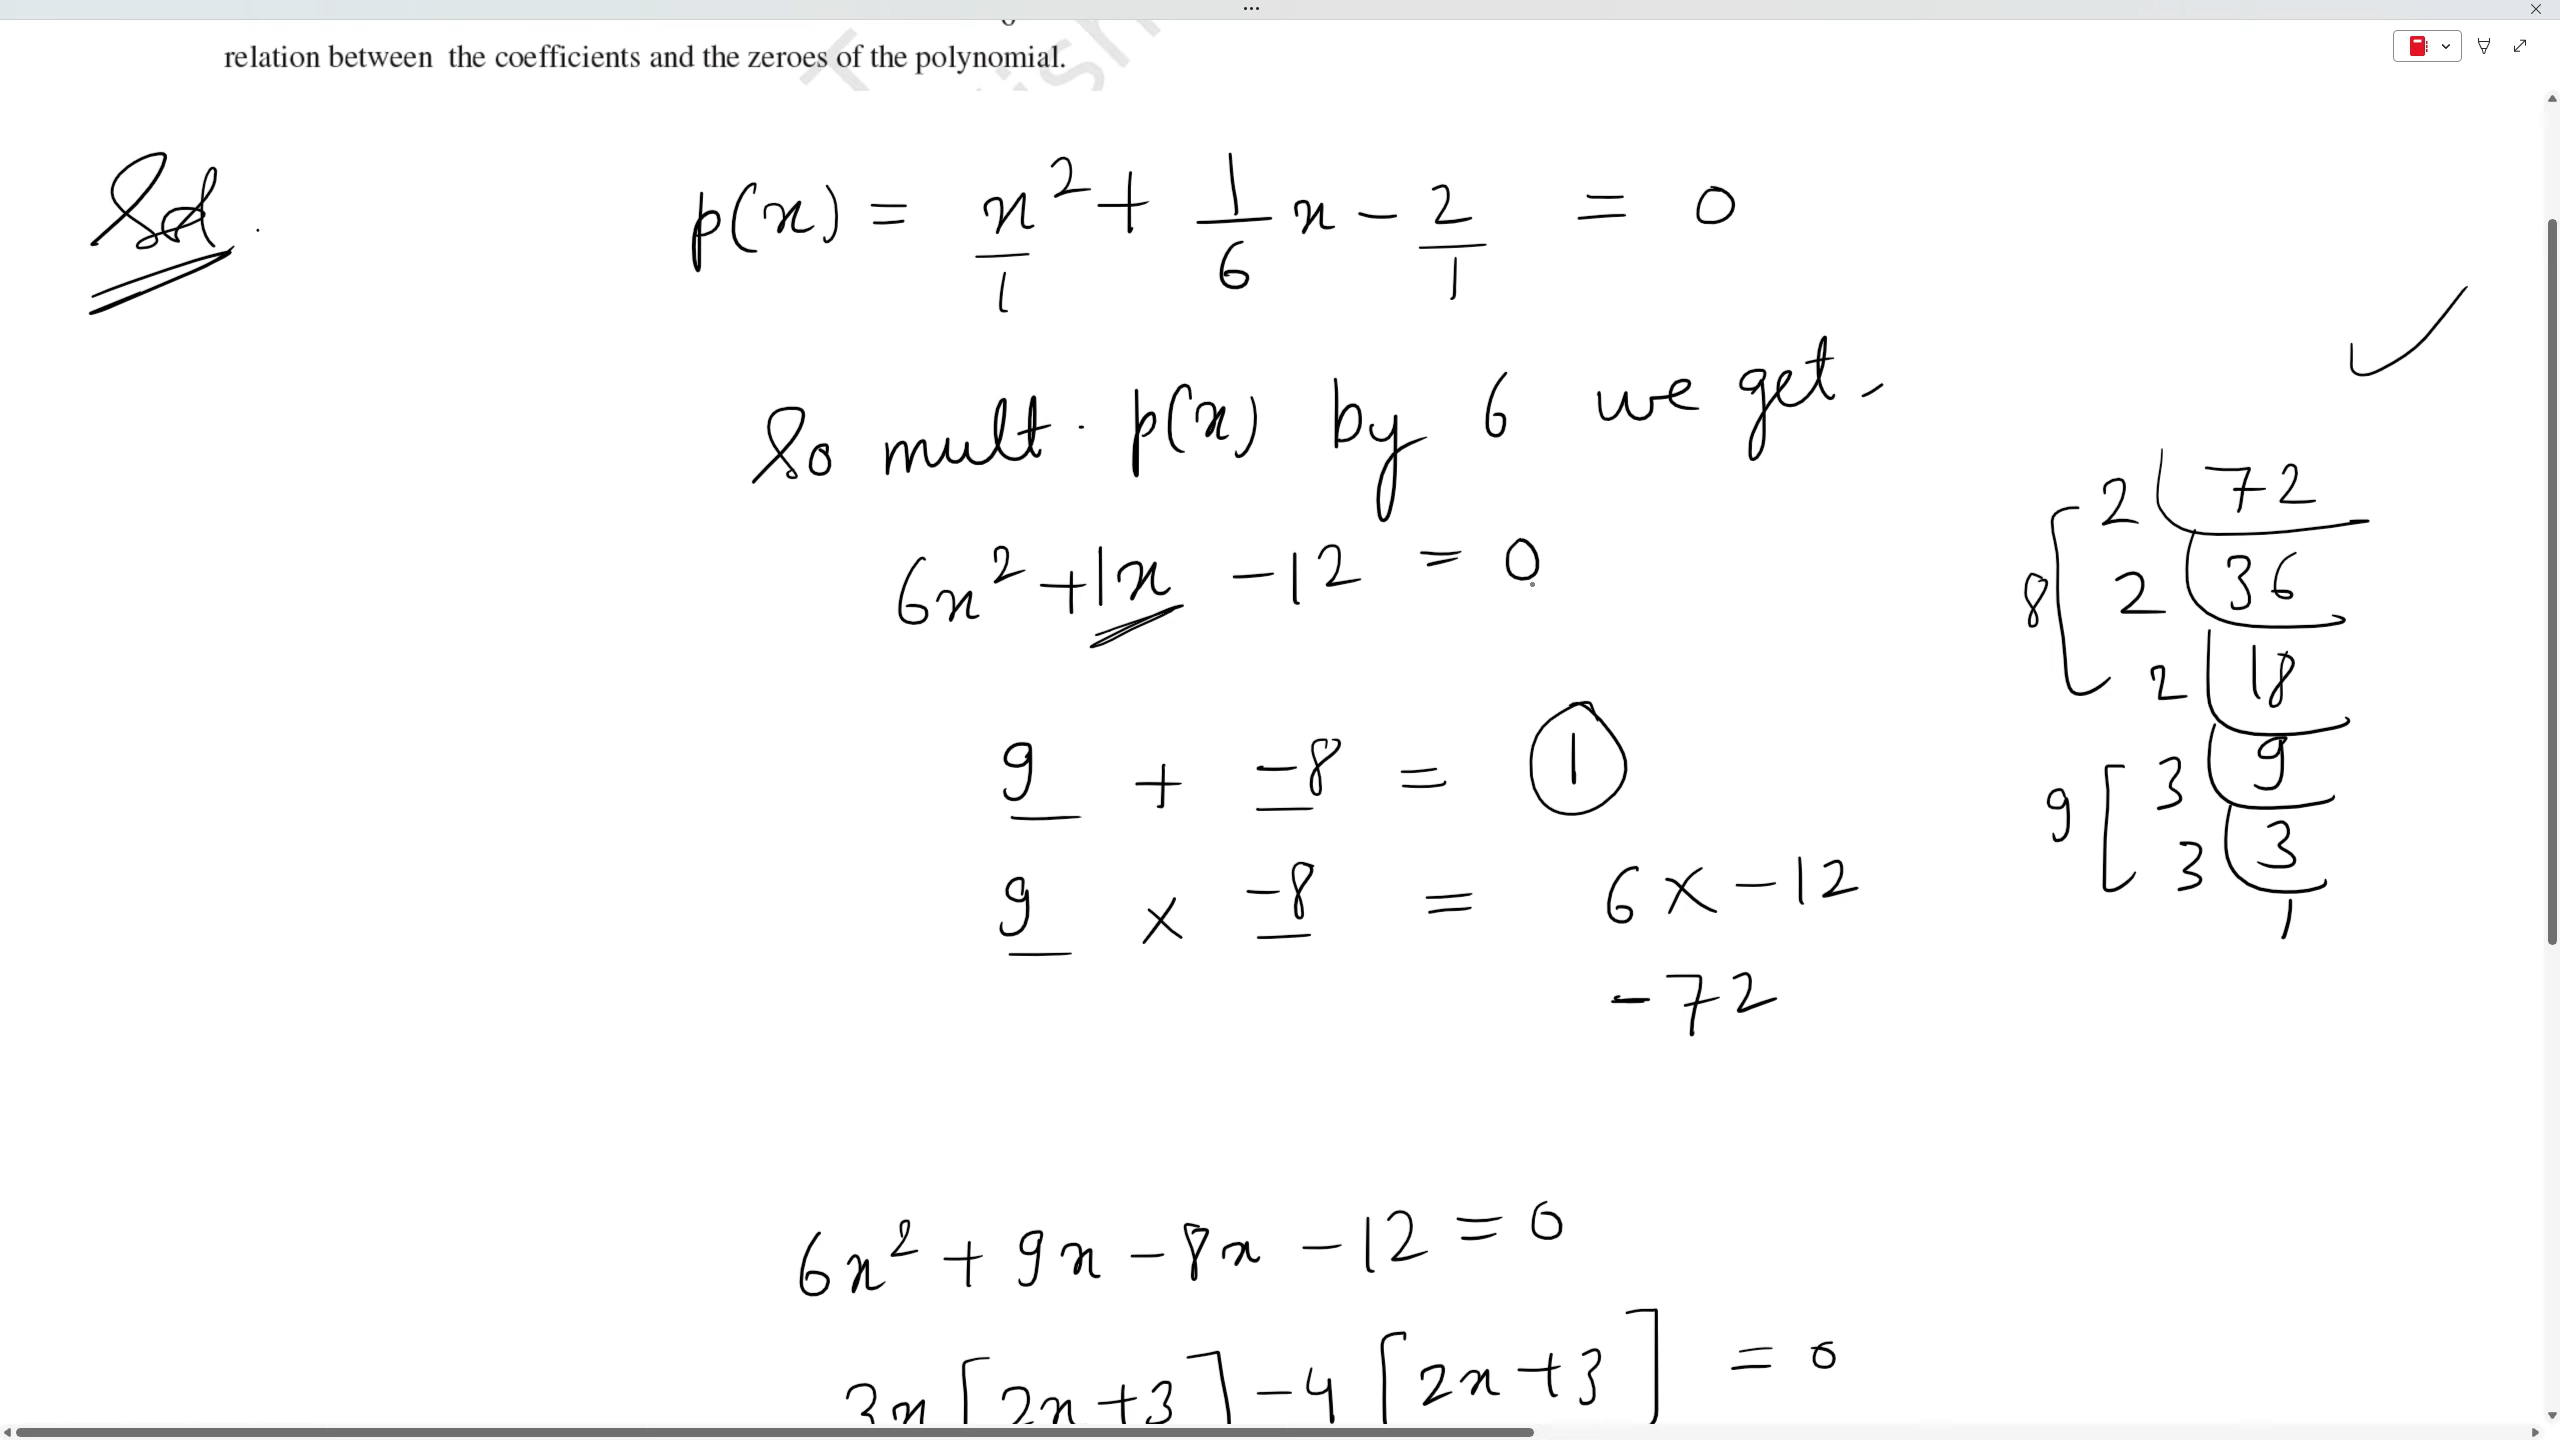 relation between the coefficients and the zeroes of the polynomial.
Sol.
p(x) = x²/1 + 1/6 x - 2/1 = 0
So mult. p(x) by 6 we get,
6x² + 1x - 12 = 0
9 + -8 = 1
9 × -8 = 6 × -12
-72
2 72
8 2 36
2 18
9 3 9
3 3
1
6x² + 9x - 8x - 12 = 0
3x [2x+3] - 4 [2x+3] = 0